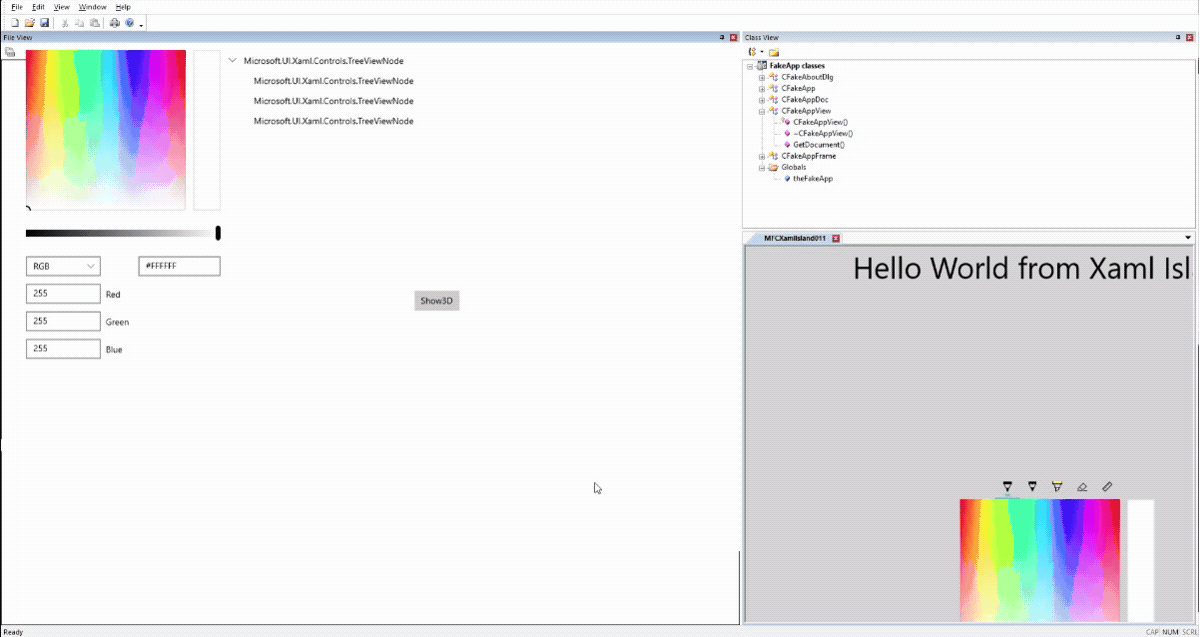 File Edit View Window Help
File View
Microsoft.UI.Xaml.Controls.TreeViewNode
Microsoft.UI.Xaml.Controls.TreeViewNode
Microsoft.UI.Xaml.Controls.TreeViewNode
Microsoft.UI.Xaml.Controls.TreeViewNode
RGB
#FFFFFF
255 Red
255 Green
255 Blue
Show3D
Class View
FakeApp classes
CFakeAboutDlg
CFakeApp
CFakeAppDoc
CFakeAppView
CFakeAppView()
~CFakeAppView()
GetDocument()
CFakeAppFrame
Globals
theFakeApp
MFCXamlIsland011
Hello World from Xaml Isl
Ready
CAP NUM SCRL